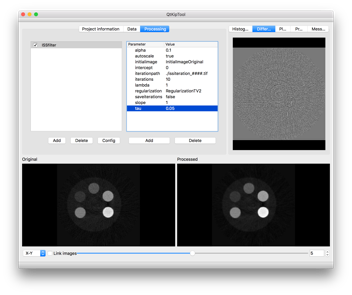 QtKipTool
Project information Data Processing
Histog... Differ... Pl... Pr... Mess...
ISSfilter
Parameter Value
alpha 0.1
autoscale true
initialimage InitialImageOriginal
intercept 0
iterationpath ./issiteration_####.tif
iterations 10
lambda 1
regularization RegularizationTV2
saveiterations false
slope 1
tau 0.05
Add Delete Config
Add Delete
Original Processed
X-Y Link images 5